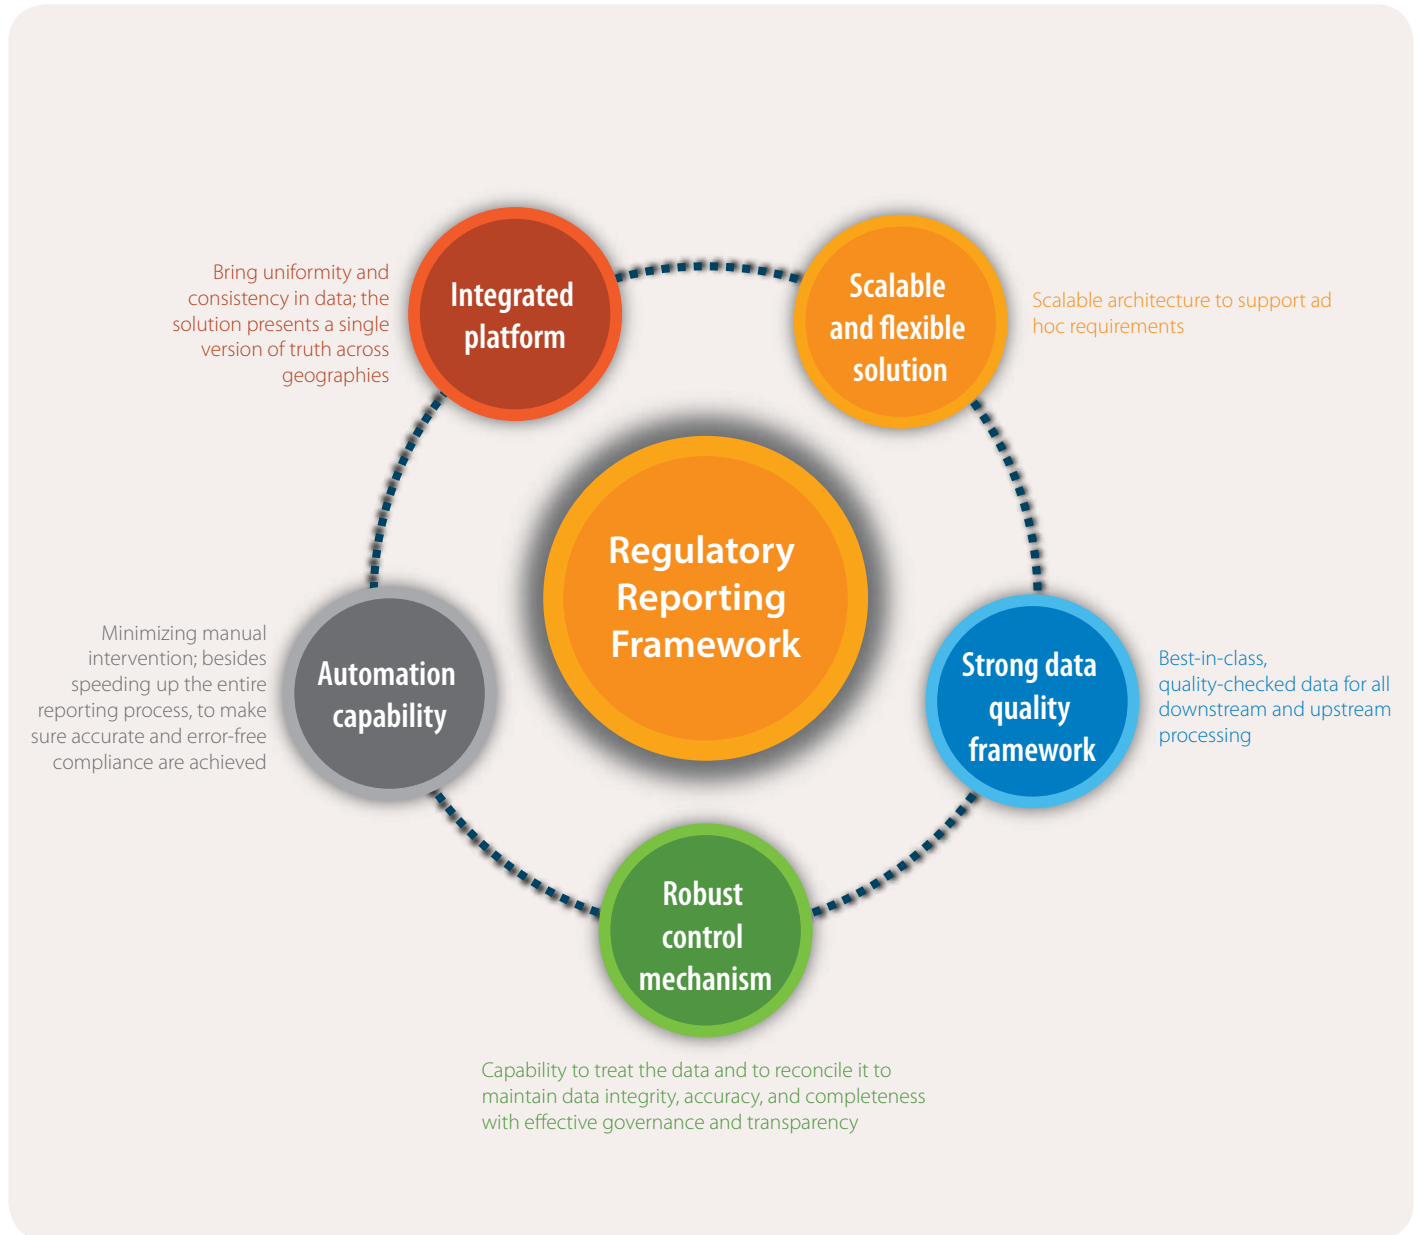 Integrated
platform
Bring uniformity and
consistency in data; the
solution presents a single
version of truth across
geographies
Scalable
and flexible
solution
Scalable architecture to support ad
hoc requirements
Regulatory
Reporting
Framework
Automation
capability
Minimizing manual
intervention; besides
speeding up the entire
reporting process, to make
sure accurate and error-free
compliance are achieved
Strong data
quality
framework
Best-in-class,
quality-checked data for all
downstream and upstream
processing
Robust
control
mechanism
Capability to treat the data and to reconcile it to
maintain data integrity, accuracy, and completeness
with effective governance and transparency